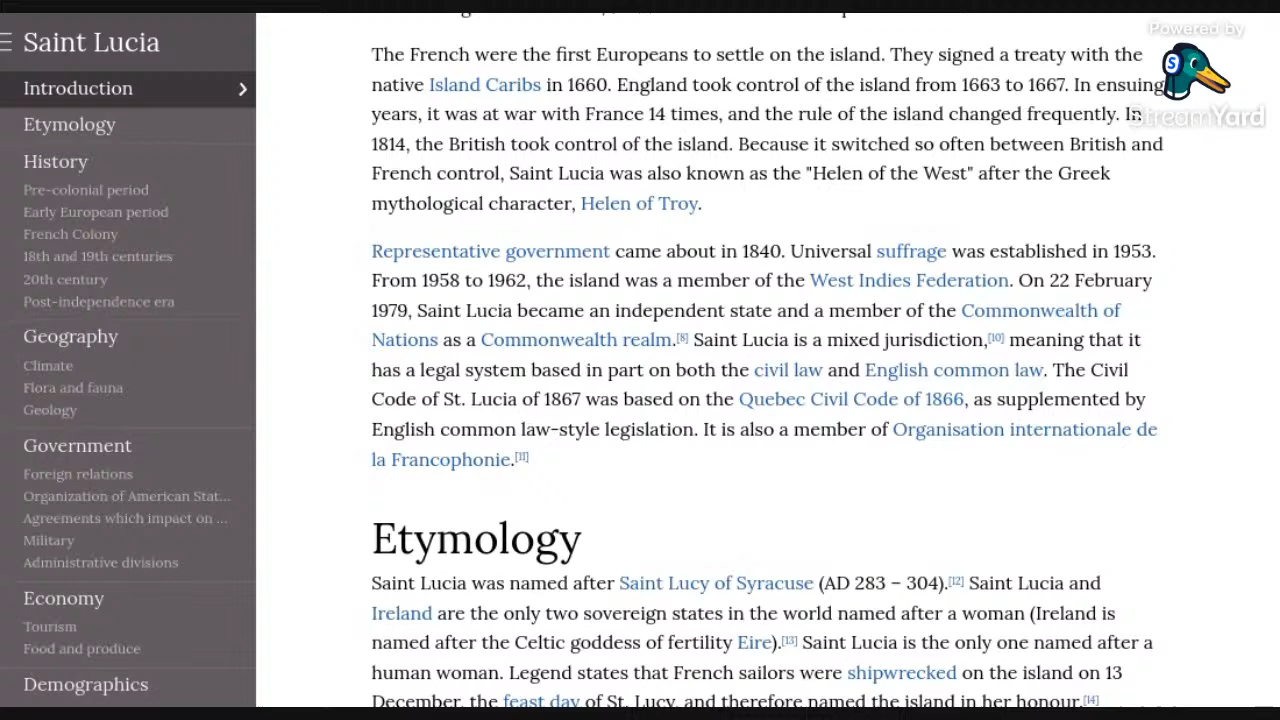 Saint Lucia
Introduction
Etymology
History
Pre-colonial period
Early European period
French Colony
18th and 19th centuries
20th century
Post-independence era
Geography
Climate
Flora and fauna
Geology
Government
Foreign relations
Organization of American Stat...
Agreements which impact on ...
Military
Administrative divisions
Economy
Tourism
Food and produce
Demographics
The French were the first Europeans to settle on the island. They signed a treaty with the
native Island Caribs in 1660. England took control of the island from 1663 to 1667. In ensuing
years, it was at war with France 14 times, and the rule of the island changed frequently. In
1814, the British took control of the island. Because it switched so often between British and
French control, Saint Lucia was also known as the "Helen of the West" after the Greek
mythological character, Helen of Troy.
Representative government came about in 1840. Universal suffrage was established in 1953.
From 1958 to 1962, the island was a member of the West Indies Federation. On 22 February
1979, Saint Lucia became an independent state and a member of the Commonwealth of
Nations as a Commonwealth realm.[8] Saint Lucia is a mixed jurisdiction,[10] meaning that it
has a legal system based in part on both the civil law and English common law. The Civil
Code of St. Lucia of 1867 was based on the Quebec Civil Code of 1866, as supplemented by
English common law-style legislation. It is also a member of Organisation internationale de
la Francophonie.[11]
Etymology
Saint Lucia was named after Saint Lucy of Syracuse (AD 283 – 304).[12] Saint Lucia and
Ireland are the only two sovereign states in the world named after a woman (Ireland is
named after the Celtic goddess of fertility Eire).[13] Saint Lucia is the only one named after a
human woman. Legend states that French sailors were shipwrecked on the island on 13
December, the feast day of St. Lucy, and therefore named the island in her honour.[14]
Powered by
S
StreamYard